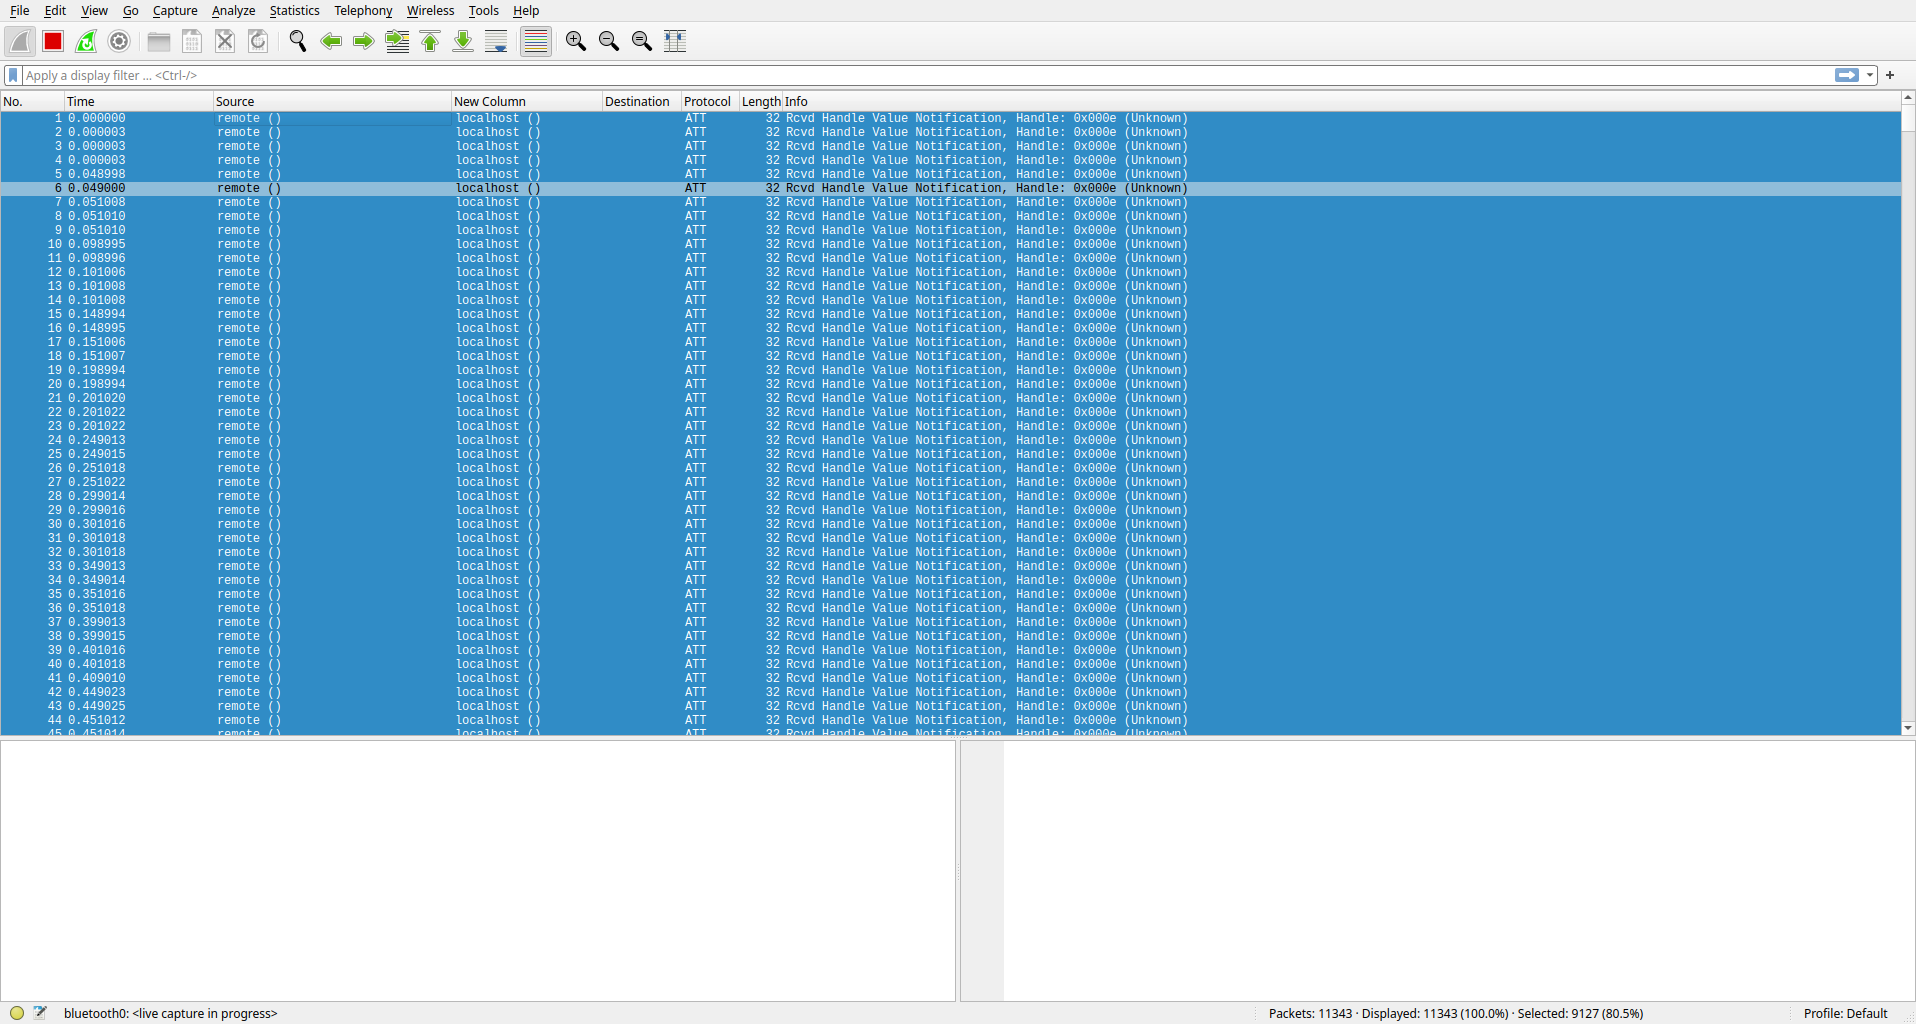 File Edit View Go Capture Analyze Statistics Telephony Wireless Tools Help
Apply a display filter ... <Ctrl-/>
No. Time Source New Column Destination Protocol Length Info
1 0.000000 remote () localhost () ATT 32 Rcvd Handle Value Notification, Handle: 0x000e (Unknown)
2 0.000003 remote () localhost () ATT 32 Rcvd Handle Value Notification, Handle: 0x000e (Unknown)
3 0.000003 remote () localhost () ATT 32 Rcvd Handle Value Notification, Handle: 0x000e (Unknown)
4 0.000003 remote () localhost () ATT 32 Rcvd Handle Value Notification, Handle: 0x000e (Unknown)
5 0.048998 remote () localhost () ATT 32 Rcvd Handle Value Notification, Handle: 0x000e (Unknown)
6 0.049000 remote () localhost () ATT 32 Rcvd Handle Value Notification, Handle: 0x000e (Unknown)
7 0.051008 remote () localhost () ATT 32 Rcvd Handle Value Notification, Handle: 0x000e (Unknown)
8 0.051010 remote () localhost () ATT 32 Rcvd Handle Value Notification, Handle: 0x000e (Unknown)
9 0.051010 remote () localhost () ATT 32 Rcvd Handle Value Notification, Handle: 0x000e (Unknown)
10 0.098995 remote () localhost () ATT 32 Rcvd Handle Value Notification, Handle: 0x000e (Unknown)
11 0.098996 remote () localhost () ATT 32 Rcvd Handle Value Notification, Handle: 0x000e (Unknown)
12 0.101006 remote () localhost () ATT 32 Rcvd Handle Value Notification, Handle: 0x000e (Unknown)
13 0.101008 remote () localhost () ATT 32 Rcvd Handle Value Notification, Handle: 0x000e (Unknown)
14 0.101008 remote () localhost () ATT 32 Rcvd Handle Value Notification, Handle: 0x000e (Unknown)
15 0.148994 remote () localhost () ATT 32 Rcvd Handle Value Notification, Handle: 0x000e (Unknown)
16 0.148995 remote () localhost () ATT 32 Rcvd Handle Value Notification, Handle: 0x000e (Unknown)
17 0.151006 remote () localhost () ATT 32 Rcvd Handle Value Notification, Handle: 0x000e (Unknown)
18 0.151007 remote () localhost () ATT 32 Rcvd Handle Value Notification, Handle: 0x000e (Unknown)
19 0.198994 remote () localhost () ATT 32 Rcvd Handle Value Notification, Handle: 0x000e (Unknown)
20 0.198994 remote () localhost () ATT 32 Rcvd Handle Value Notification, Handle: 0x000e (Unknown)
21 0.201020 remote () localhost () ATT 32 Rcvd Handle Value Notification, Handle: 0x000e (Unknown)
22 0.201022 remote () localhost () ATT 32 Rcvd Handle Value Notification, Handle: 0x000e (Unknown)
23 0.201022 remote () localhost () ATT 32 Rcvd Handle Value Notification, Handle: 0x000e (Unknown)
24 0.249013 remote () localhost () ATT 32 Rcvd Handle Value Notification, Handle: 0x000e (Unknown)
25 0.249015 remote () localhost () ATT 32 Rcvd Handle Value Notification, Handle: 0x000e (Unknown)
26 0.251018 remote () localhost () ATT 32 Rcvd Handle Value Notification, Handle: 0x000e (Unknown)
27 0.251022 remote () localhost () ATT 32 Rcvd Handle Value Notification, Handle: 0x000e (Unknown)
28 0.299014 remote () localhost () ATT 32 Rcvd Handle Value Notification, Handle: 0x000e (Unknown)
29 0.299016 remote () localhost () ATT 32 Rcvd Handle Value Notification, Handle: 0x000e (Unknown)
30 0.301016 remote () localhost () ATT 32 Rcvd Handle Value Notification, Handle: 0x000e (Unknown)
31 0.301018 remote () localhost () ATT 32 Rcvd Handle Value Notification, Handle: 0x000e (Unknown)
32 0.301018 remote () localhost () ATT 32 Rcvd Handle Value Notification, Handle: 0x000e (Unknown)
33 0.349013 remote () localhost () ATT 32 Rcvd Handle Value Notification, Handle: 0x000e (Unknown)
34 0.349014 remote () localhost () ATT 32 Rcvd Handle Value Notification, Handle: 0x000e (Unknown)
35 0.351016 remote () localhost () ATT 32 Rcvd Handle Value Notification, Handle: 0x000e (Unknown)
36 0.351018 remote () localhost () ATT 32 Rcvd Handle Value Notification, Handle: 0x000e (Unknown)
37 0.399013 remote () localhost () ATT 32 Rcvd Handle Value Notification, Handle: 0x000e (Unknown)
38 0.399015 remote () localhost () ATT 32 Rcvd Handle Value Notification, Handle: 0x000e (Unknown)
39 0.401016 remote () localhost () ATT 32 Rcvd Handle Value Notification, Handle: 0x000e (Unknown)
40 0.401018 remote () localhost () ATT 32 Rcvd Handle Value Notification, Handle: 0x000e (Unknown)
41 0.409010 remote () localhost () ATT 32 Rcvd Handle Value Notification, Handle: 0x000e (Unknown)
42 0.449023 remote () localhost () ATT 32 Rcvd Handle Value Notification, Handle: 0x000e (Unknown)
43 0.449025 remote () localhost () ATT 32 Rcvd Handle Value Notification, Handle: 0x000e (Unknown)
44 0.451012 remote () localhost () ATT 32 Rcvd Handle Value Notification, Handle: 0x000e (Unknown)
45 0.451014 remote () localhost () ATT 32 Rcvd Handle Value Notification, Handle: 0x000e (Unknown)
bluetooth0: <live capture in progress> Packets: 11343 · Displayed: 11343 (100.0%) · Selected: 9127 (80.5%) Profile: Default